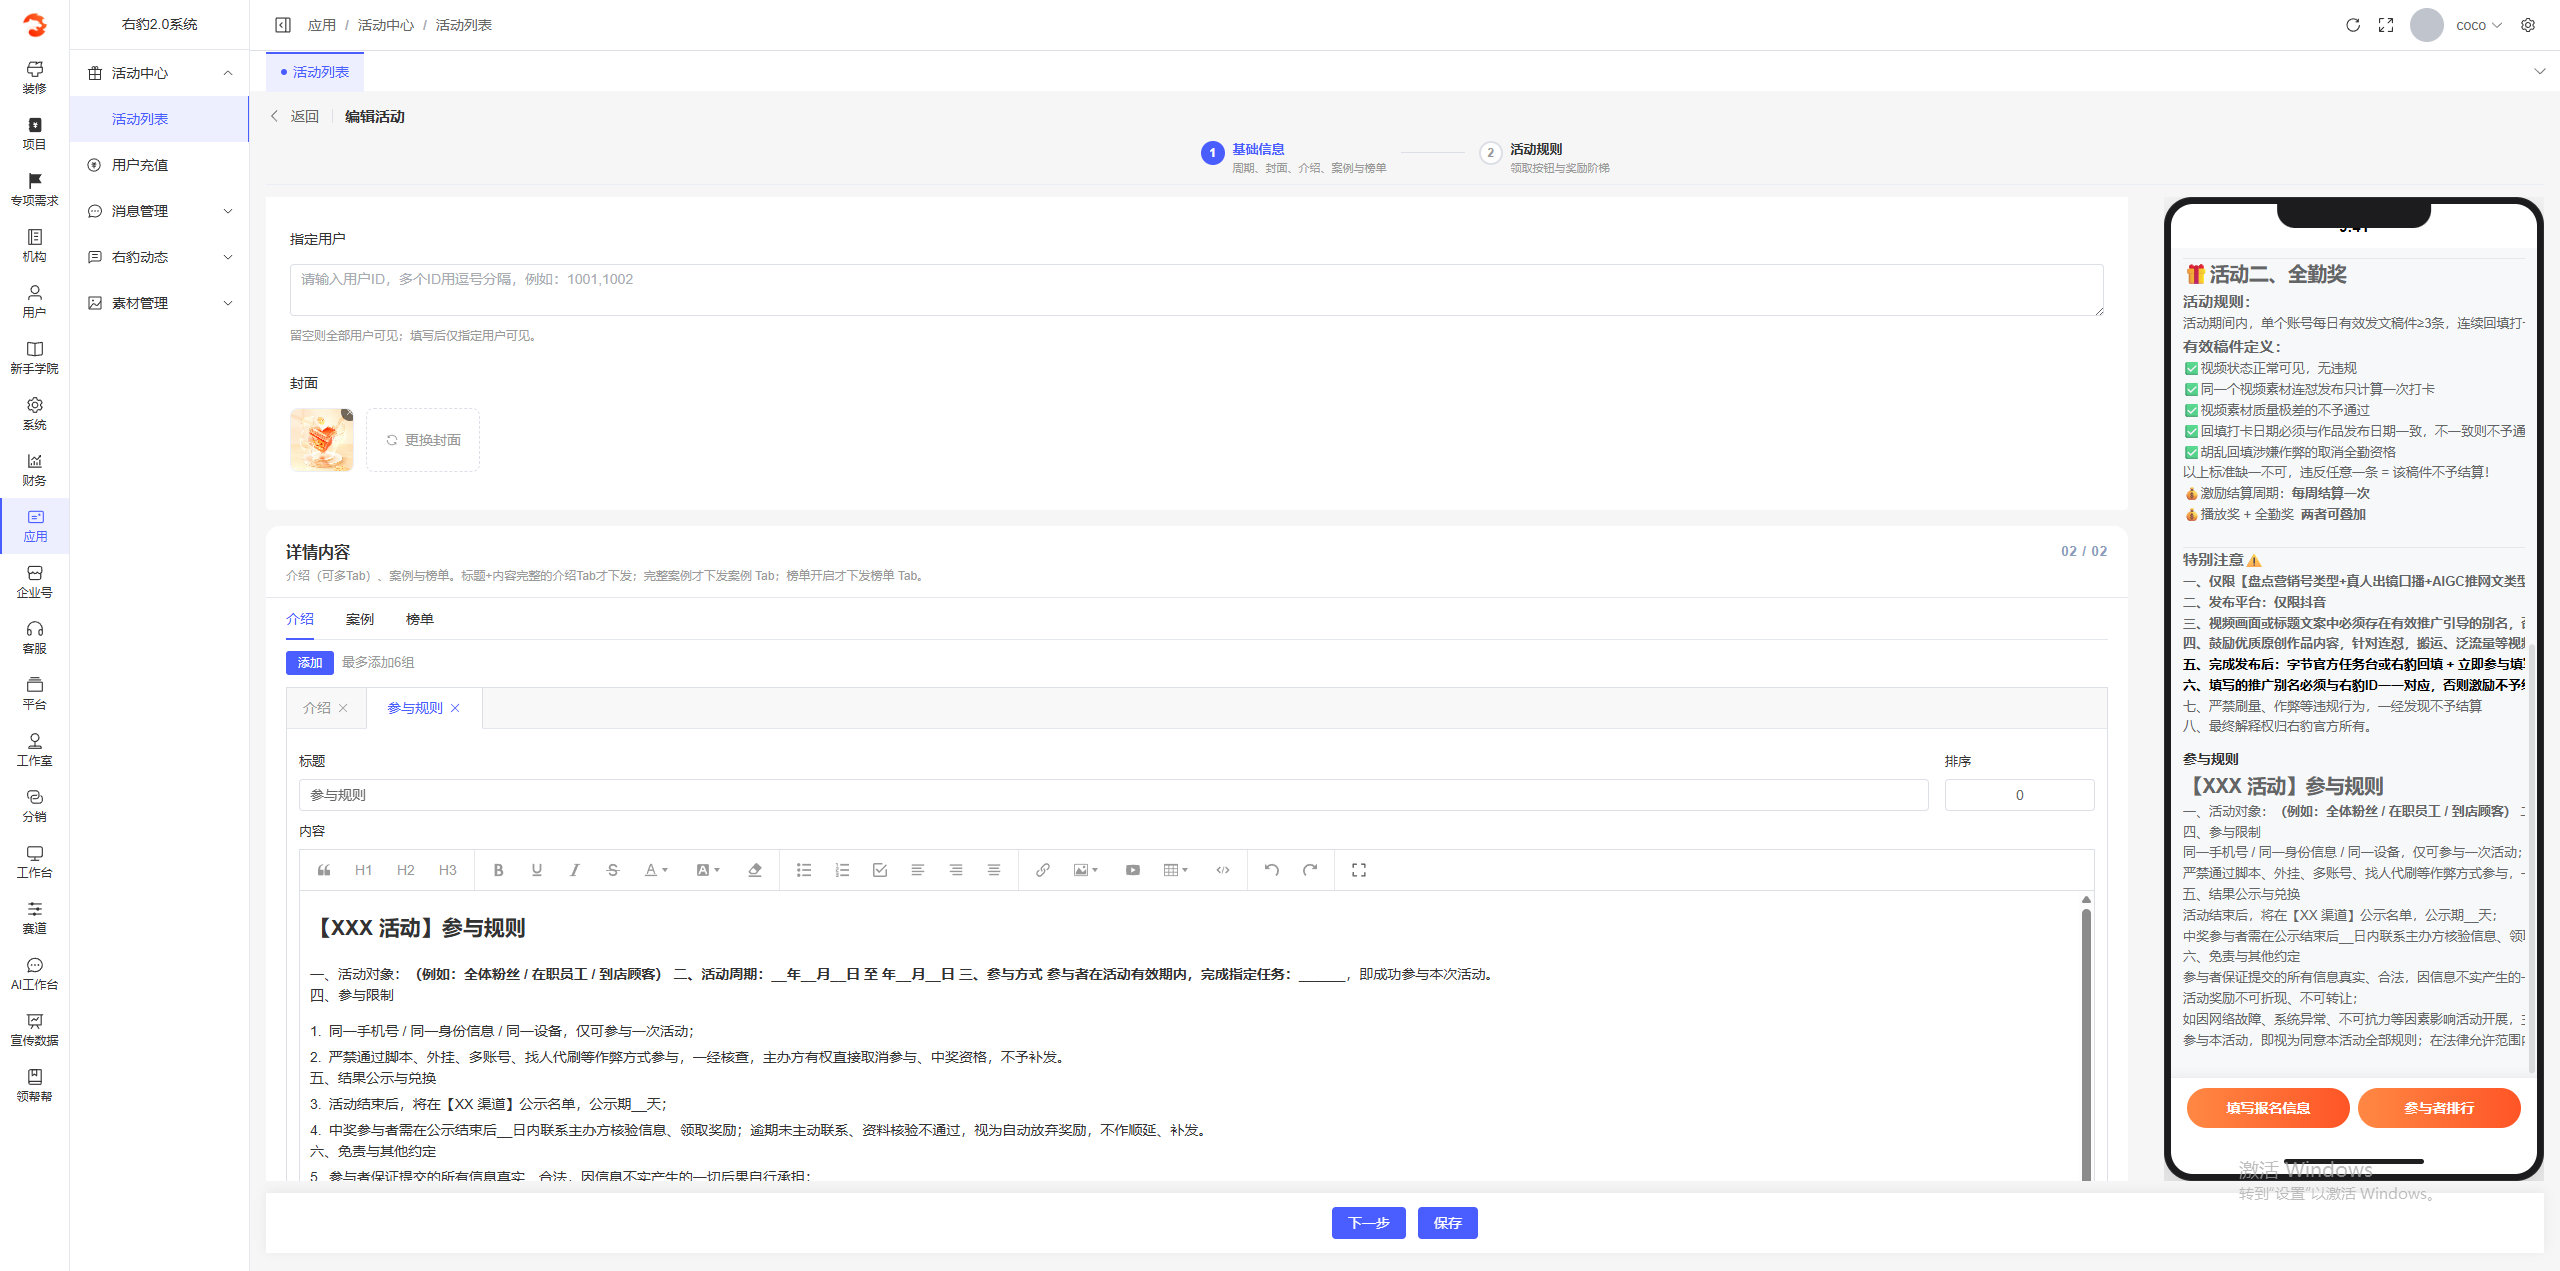 右豹2.0系统
应用 / 活动中心 / 活动列表
coco
装修
项目
专项需求
机构
用户
新手学院
系统
财务
应用
企业号
客服
平台
工作室
分销
工作台
赛道
AI工作台
宣传数据
领帮帮
活动中心
活动列表
用户充值
消息管理
右豹动态
素材管理
活动列表
返回
编辑活动
1 基础信息
周期、封面、介绍、案例与榜单
2 活动规则
领取按钮与奖励阶梯
指定用户
请输入用户ID，多个ID用逗号分隔，例如：1001,1002
留空则全部用户可见；填写后仅指定用户可见。
封面
更换封面
详情内容
02 / 02
介绍（可多Tab）、案例与榜单。标题+内容完整的介绍Tab才下发；完整案例才下发案例 Tab；榜单开启才下发榜单 Tab。
介绍 案例 榜单
添加 最多添加6组
介绍 参与规则
标题
参与规则
排序
0
内容
H1 H2 H3 B U I S A A
【XXX 活动】参与规则
一、活动对象：（例如：全体粉丝 / 在职员工 / 到店顾客） 二、活动周期：__年__月__日 至 年__月__日 三、参与方式 参与者在活动有效期内，完成指定任务：______，即成功参与本次活动。
四、参与限制
1. 同一手机号 / 同一身份信息 / 同一设备，仅可参与一次活动；
2. 严禁通过脚本、外挂、多账号、找人代刷等作弊方式参与，一经核查，主办方有权直接取消参与、中奖资格，不予补发。
五、结果公示与兑换
3. 活动结束后，将在【XX 渠道】公示名单，公示期__天；
4. 中奖参与者需在公示结束后__日内联系主办方核验信息、领取奖励；逾期未主动联系、资料核验不通过，视为自动放弃奖励，不作顺延、补发。
六、免责与其他约定
5. 参与者保证提交的所有信息真实、合法，因信息不实产生的一切后果自行承担；
下一步
保存
9:41
活动二、全勤奖
活动规则：
活动期间内，单个账号每日有效发文稿件≥3条，连续回填打
有效稿件定义：
视频状态正常可见，无违规
同一个视频素材连怼发布只计算一次打卡
视频素材质量极差的不予通过
回填打卡日期必须与作品发布日期一致，不一致则不予通
胡乱回填涉嫌作弊的取消全勤资格
以上标准缺一不可，违反任意一条 = 该稿件不予结算！
激励结算周期：每周结算一次
播放奖 + 全勤奖 两者可叠加
特别注意
一、仅限【盘点营销号类型+真人出镜口播+AIGC推网文类型
二、发布平台：仅限抖音
三、视频画面或标题文案中必须存在有效推广引导的别名，
四、鼓励优质原创作品内容，针对连怼，搬运、泛流量等视
五、完成发布后：字节官方任务台或右豹回填 + 立即参与填
六、填写的推广别名必须与右豹ID一一对应，否则激励不予
七、严禁刷量、作弊等违规行为，一经发现不予结算
八、最终解释权归右豹官方所有。
参与规则
【XXX 活动】参与规则
一、活动对象：（例如：全体粉丝 / 在职员工 / 到店顾客）
四、参与限制
同一手机号 / 同一身份信息 / 同一设备，仅可参与一次活动；
严禁通过脚本、外挂、多账号、找人代刷等作弊方式参与，
五、结果公示与兑换
活动结束后，将在【XX 渠道】公示名单，公示期__天；
中奖参与者需在公示结束后__日内联系主办方核验信息、领
六、免责与其他约定
参与者保证提交的所有信息真实、合法，因信息不实产生的
活动奖励不可折现、不可转让；
如因网络故障、系统异常、不可抗力等因素影响活动开展，
参与本活动，即视为同意本活动全部规则；在法律允许范围
填写报名信息
参与者排行
激活 Windows
转到"设置"以激活 Windows。